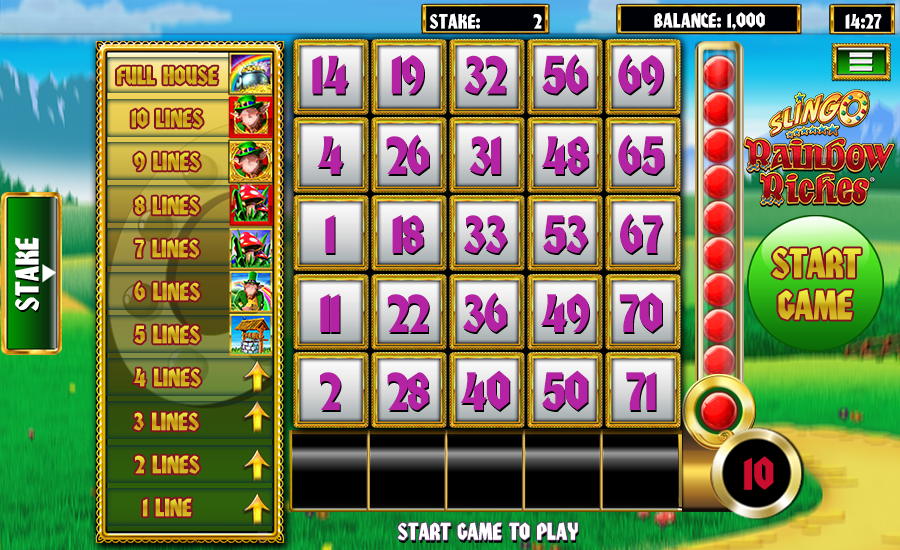 STAKE: 2
BALANCE: 1,000
14:27
FULL HOUSE
10 LINES
9 LINES
8 LINES
7 LINES
6 LINES
5 LINES
4 LINES
3 LINES
2 LINES
1 LINE
STAKE
14 19 32 56 69
4 26 31 48 65
1 18 33 53 67
11 22 36 49 70
2 28 40 50 71
SLINGO
Rainbow
Riches
START
GAME
10
START GAME TO PLAY